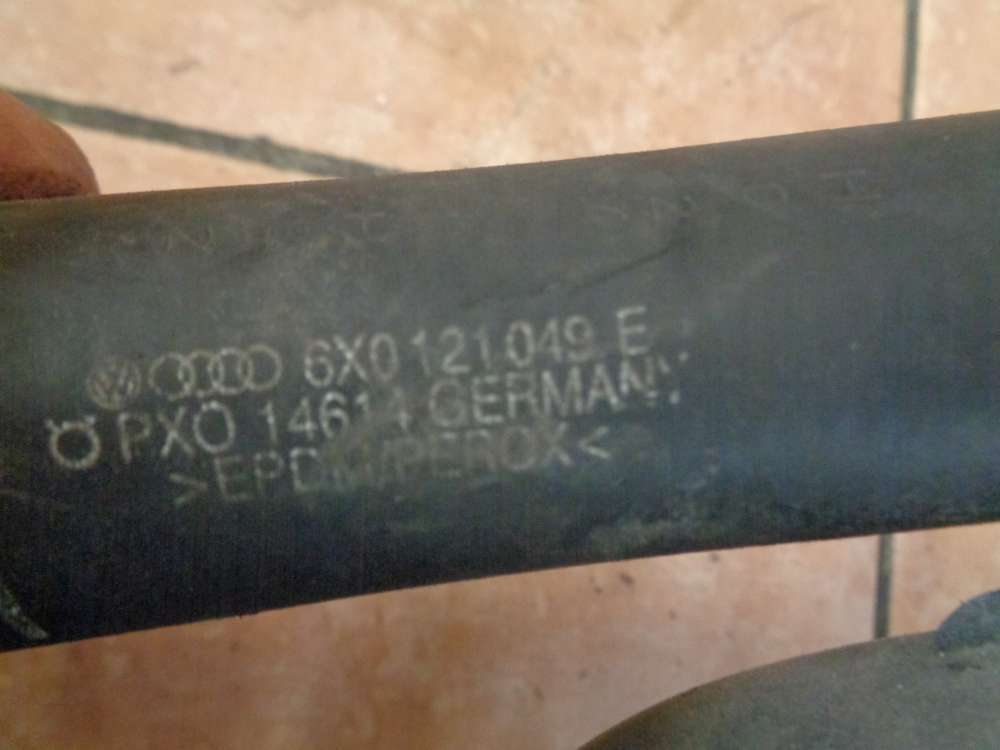 6X0 121 049 E
PXO 14614 GERMANY
>EPDM/PEROX<